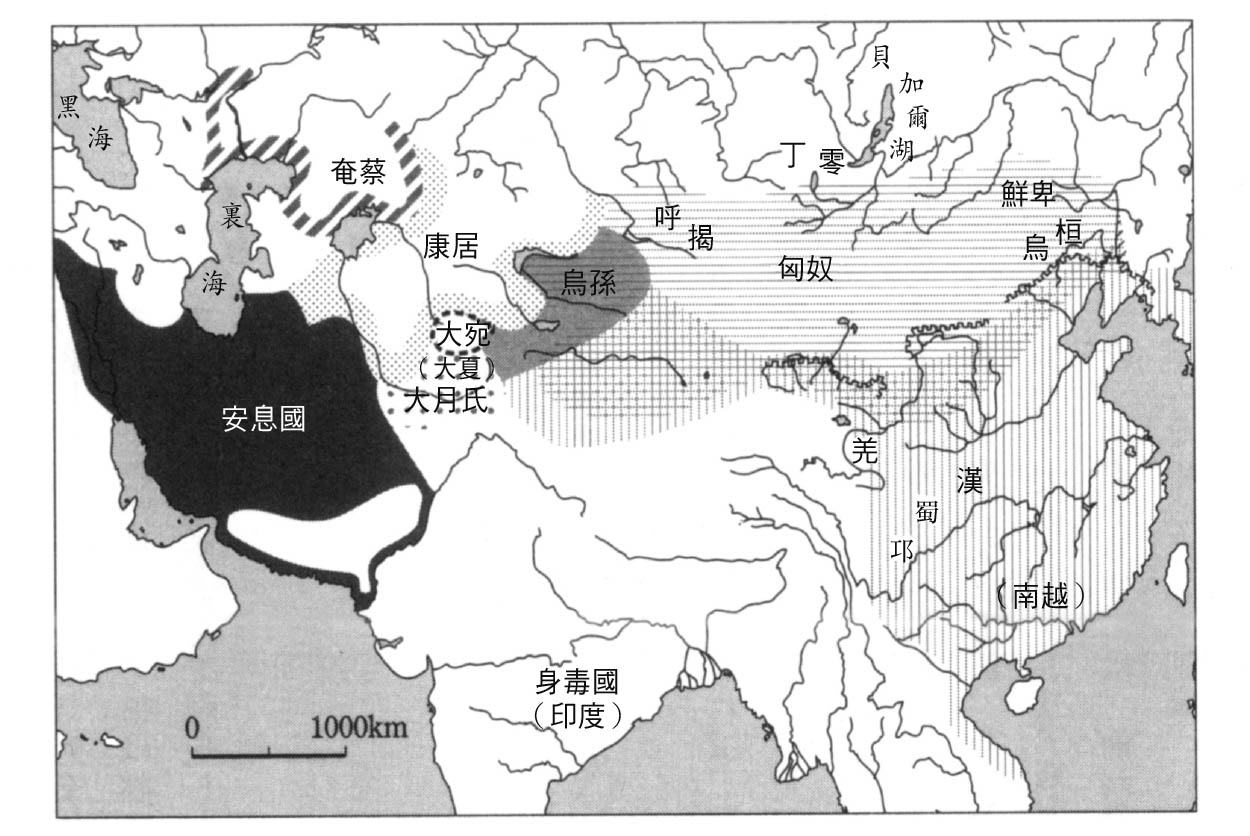 黑海
裏海
貝加爾湖
奄蔡
丁零
鮮卑
呼揭
烏桓
康居
匈奴
烏孫
大宛
（大夏）
大月氏
安息國
羌
漢
蜀
邛
（南越）
身毒國
（印度）
0 1000km